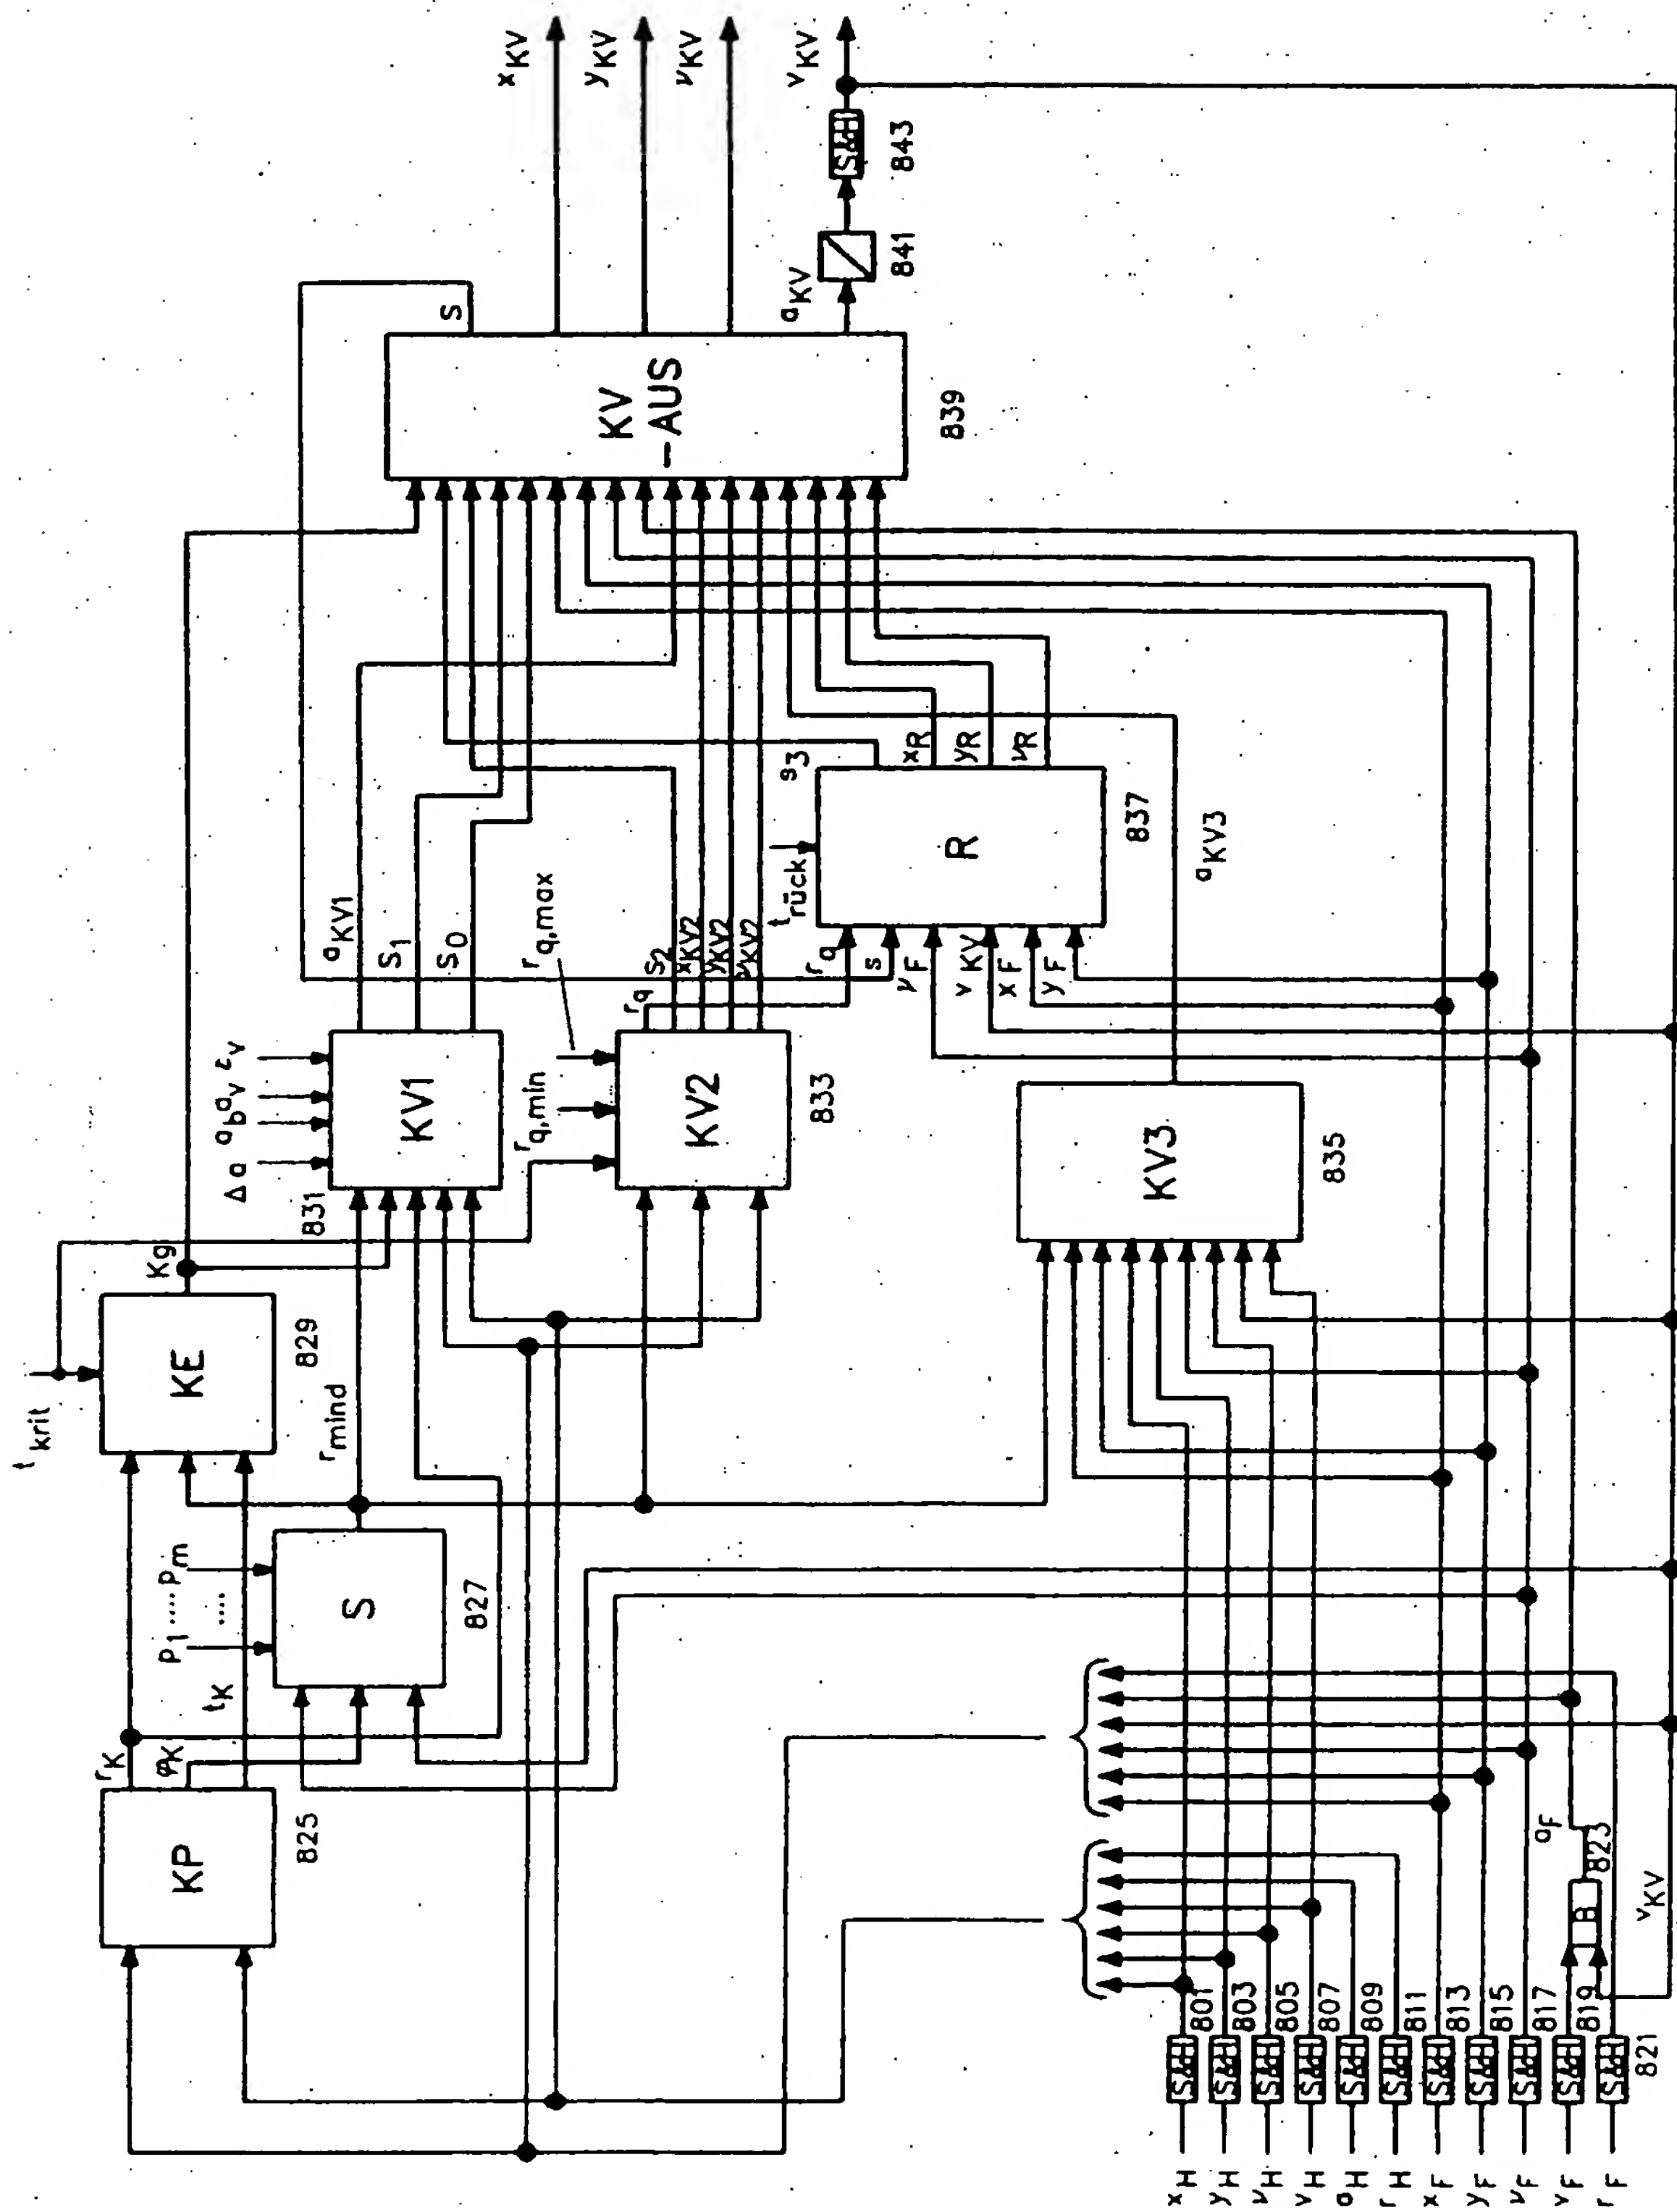 x_KV
y_KV
ν_KV
v_KV
S&H
843
841
a_KV
S
KV
-AUS
839
s_3
x_R
y_R
ν_R
t_rück
R
837
a_KV3
r_q
s
ν_F
v_KV
x_F
y_F
a_KV1
S_1
S_0
r_q,max
r_q
S_2
x_KV2
y_KV2
ν_KV2
Δa
a_b
a_v
ε_v
KV1
831
r_q,min
KV2
833
KV3
835
Kg
t_krit
KE
829
r_mind
p_1 ..... p_m
....
S
827
r_K
φ_K
t_K
KP
825
a_F
823
B
v_KV
x_H
S&H
801
y_H
S&H
803
ν_H
S&H
805
v_H
S&H
807
a_H
S&H
809
r_H
S&H
811
x_F
S&H
813
y_F
S&H
815
ν_F
S&H
817
v_F
S&H
819
r_F
S&H
821